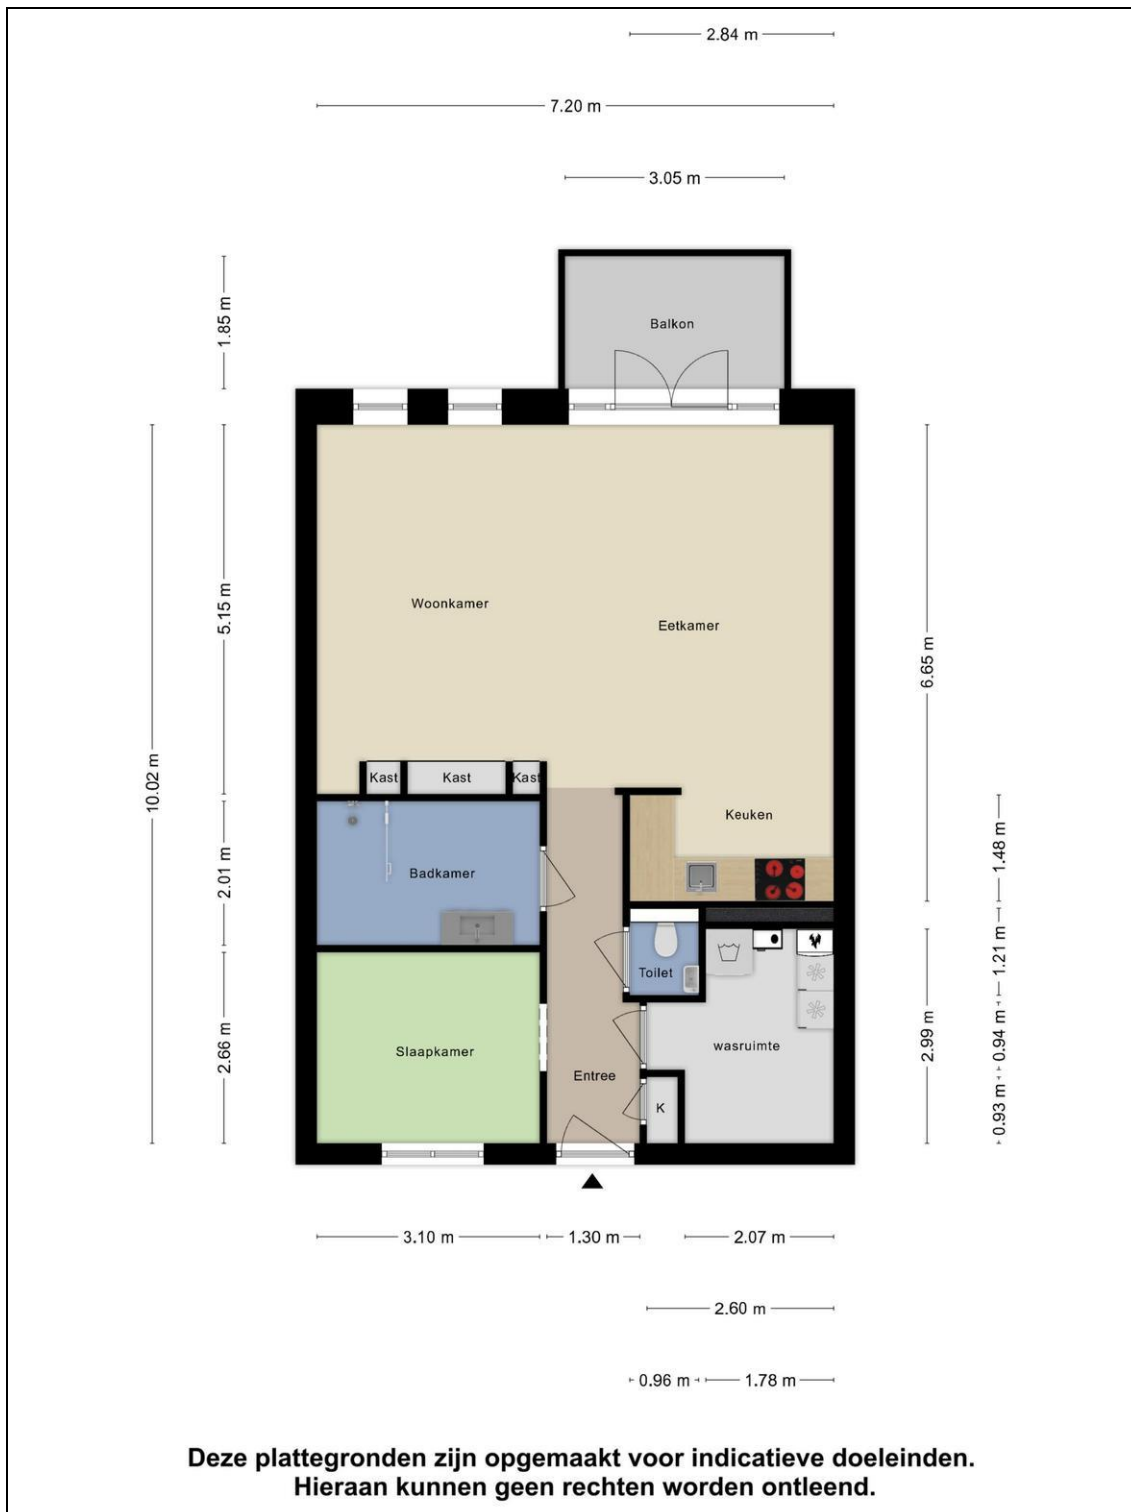 2.84 m
7.20 m
3.05 m
1.85 m
Balkon
5.15 m
6.65 m
10.02 m
Woonkamer
Eetkamer
Kast
Kast
Kast
Keuken
1.48 m
2.01 m
Badkamer
1.21 m
Toilet
2.99 m
0.94 m
wasruimte
2.66 m
Slaapkamer
Entree
K
0.93 m
3.10 m
1.30 m
2.07 m
2.60 m
0.96 m
1.78 m
Deze plattegronden zijn opgemaakt voor indicatieve doeleinden.
Hieraan kunnen geen rechten worden ontleend.